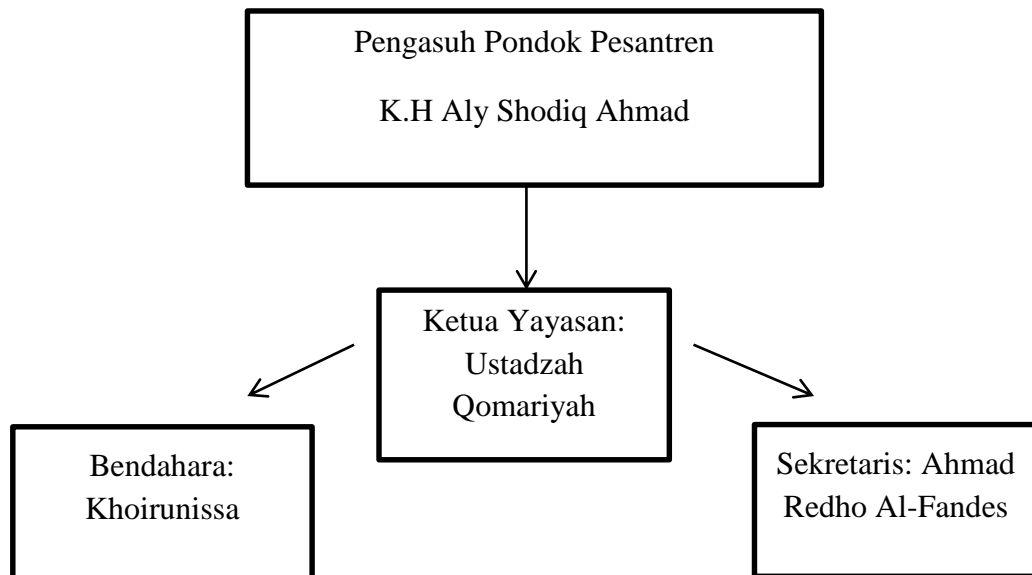 Pengasuh Pondok Pesantren
K.H Aly Shodiq Ahmad
Ketua Yayasan:
Ustadzah
Qomariyah
Bendahara:
Khoirunissa
Sekretaris: Ahmad
Redho Al-Fandes